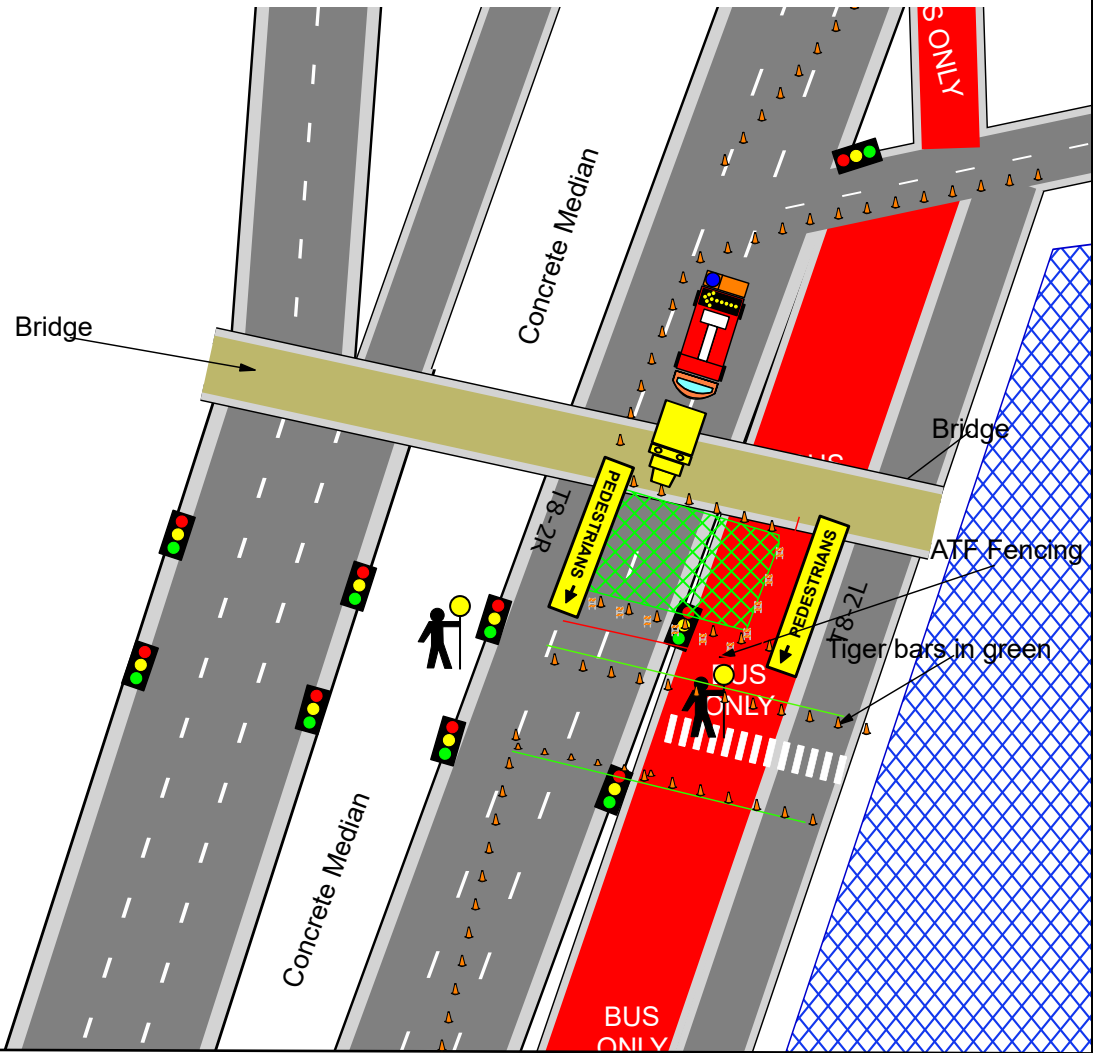 S ONLY
Concrete Median
Bridge
Bridge
BUS
T8-2R
PEDESTRIANS
PEDESTRIANS
ATF Fencing
T8-2L
Tiger bars in green
BUS
ONLY
Concrete Median
BUS
ONLY